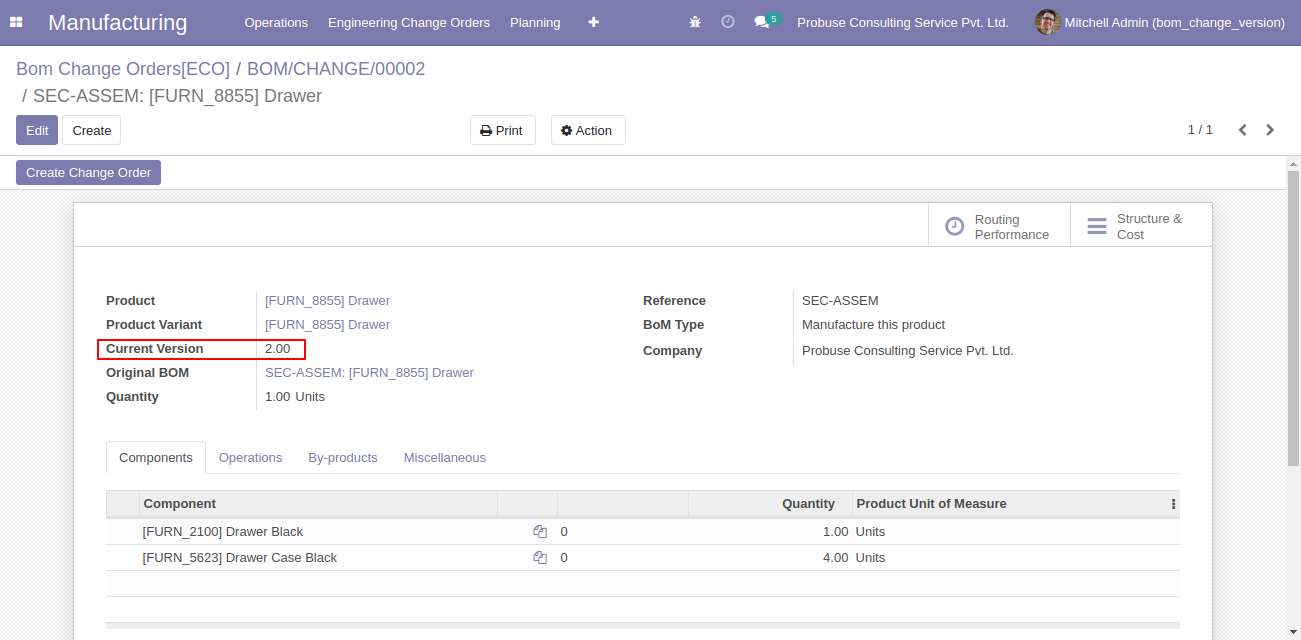 Manufacturing Operations Engineering Change Orders Planning 5 Probuse Consulting Service Pvt. Ltd. Mitchell Admin (bom_change_version)
Bom Change Orders[ECO] / BOM/CHANGE/00002
/ SEC-ASSEM: [FURN_8855] Drawer
Edit Create Print Action 1 / 1
Create Change Order
Routing Performance
Structure & Cost
Product [FURN_8855] Drawer Reference SEC-ASSEM
Product Variant [FURN_8855] Drawer BoM Type Manufacture this product
Current Version 2.00 Company Probuse Consulting Service Pvt. Ltd.
Original BOM SEC-ASSEM: [FURN_8855] Drawer
Quantity 1.00 Units
Components Operations By-products Miscellaneous
Component Quantity Product Unit of Measure
[FURN_2100] Drawer Black 0 1.00 Units
[FURN_5623] Drawer Case Black 0 4.00 Units